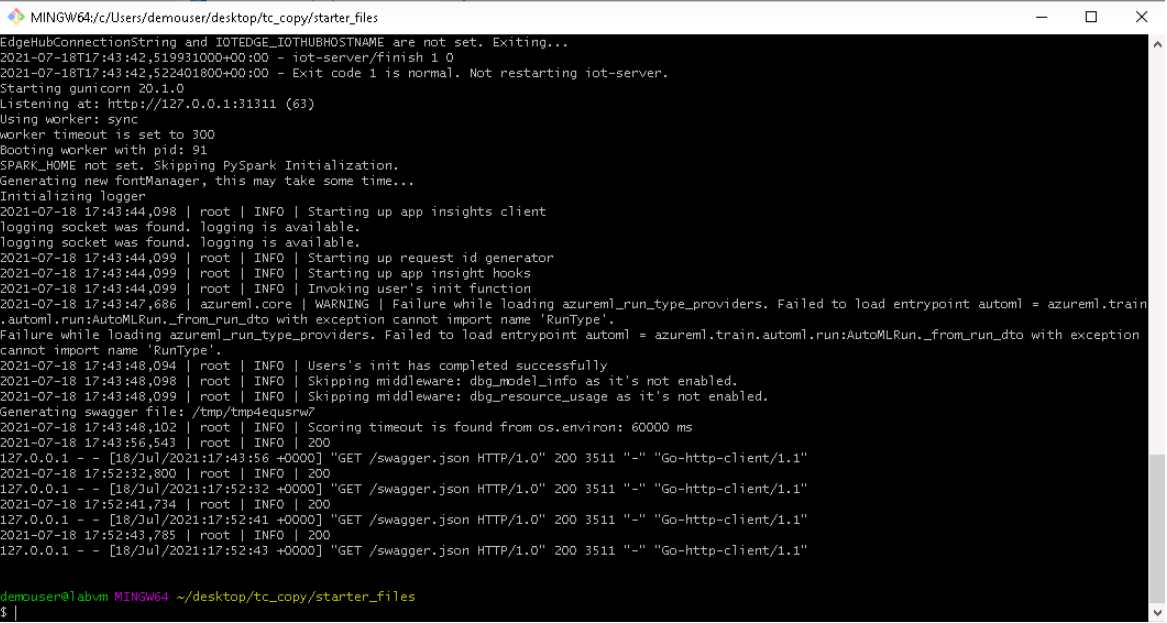 MINGW64:/c/Users/demouser/desktop/tc_copy/starter_files
EdgeHubConnectionString and IOTEDGE_IOTHUBHOSTNAME are not set. Exiting...
2021-07-18T17:43:42,519931000+00:00 - iot-server/finish 1 0
2021-07-18T17:43:42,522401800+00:00 - Exit code 1 is normal. Not restarting iot-server.
Starting gunicorn 20.1.0
Listening at: http://127.0.0.1:31311 (63)
Using worker: sync
worker timeout is set to 300
Booting worker with pid: 91
SPARK_HOME not set. Skipping PySpark Initialization.
Generating new fontManager, this may take some time...
Initializing logger
2021-07-18 17:43:44,098 | root | INFO | Starting up app insights client
logging socket was found. logging is available.
logging socket was found. logging is available.
2021-07-18 17:43:44,099 | root | INFO | Starting up request id generator
2021-07-18 17:43:44,099 | root | INFO | Starting up app insight hooks
2021-07-18 17:43:44,099 | root | INFO | Invoking user's init function
2021-07-18 17:43:47,686 | azureml.core | WARNING | Failure while loading azureml_run_type_providers. Failed to load entrypoint automl = azureml.train
.automl.run:AutoMLRun._from_run_dto with exception cannot import name 'RunType'.
Failure while loading azureml_run_type_providers. Failed to load entrypoint automl = azureml.train.automl.run:AutoMLRun._from_run_dto with exception
cannot import name 'RunType'.
2021-07-18 17:43:48,094 | root | INFO | Users's init has completed successfully
2021-07-18 17:43:48,098 | root | INFO | Skipping middleware: dbg_model_info as it's not enabled.
2021-07-18 17:43:48,099 | root | INFO | Skipping middleware: dbg_resource_usage as it's not enabled.
Generating swagger file: /tmp/tmp4equsrw7
2021-07-18 17:43:48,102 | root | INFO | Scoring timeout is found from os.environ: 60000 ms
2021-07-18 17:43:56,543 | root | INFO | 200
127.0.0.1 - - [18/Jul/2021:17:43:56 +0000] "GET /swagger.json HTTP/1.0" 200 3511 "-" "Go-http-client/1.1"
2021-07-18 17:52:32,800 | root | INFO | 200
127.0.0.1 - - [18/Jul/2021:17:52:32 +0000] "GET /swagger.json HTTP/1.0" 200 3511 "-" "Go-http-client/1.1"
2021-07-18 17:52:41,734 | root | INFO | 200
127.0.0.1 - - [18/Jul/2021:17:52:41 +0000] "GET /swagger.json HTTP/1.0" 200 3511 "-" "Go-http-client/1.1"
2021-07-18 17:52:43,785 | root | INFO | 200
127.0.0.1 - - [18/Jul/2021:17:52:43 +0000] "GET /swagger.json HTTP/1.0" 200 3511 "-" "Go-http-client/1.1"
demouser@labvm MINGW64 ~/desktop/tc_copy/starter_files
$